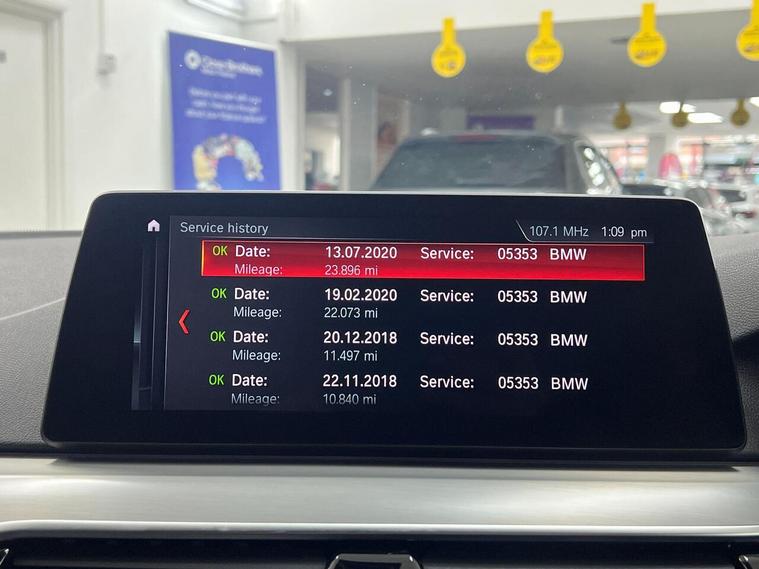 Close Brothers
Service history
107.1 MHz 1:09 pm
OK Date: 13.07.2020 Service: 05353 BMW
Mileage: 23.896 mi
OK Date: 19.02.2020 Service: 05353 BMW
Mileage: 22.073 mi
OK Date: 20.12.2018 Service: 05353 BMW
Mileage: 11.497 mi
OK Date: 22.11.2018 Service: 05353 BMW
Mileage: 10.840 mi